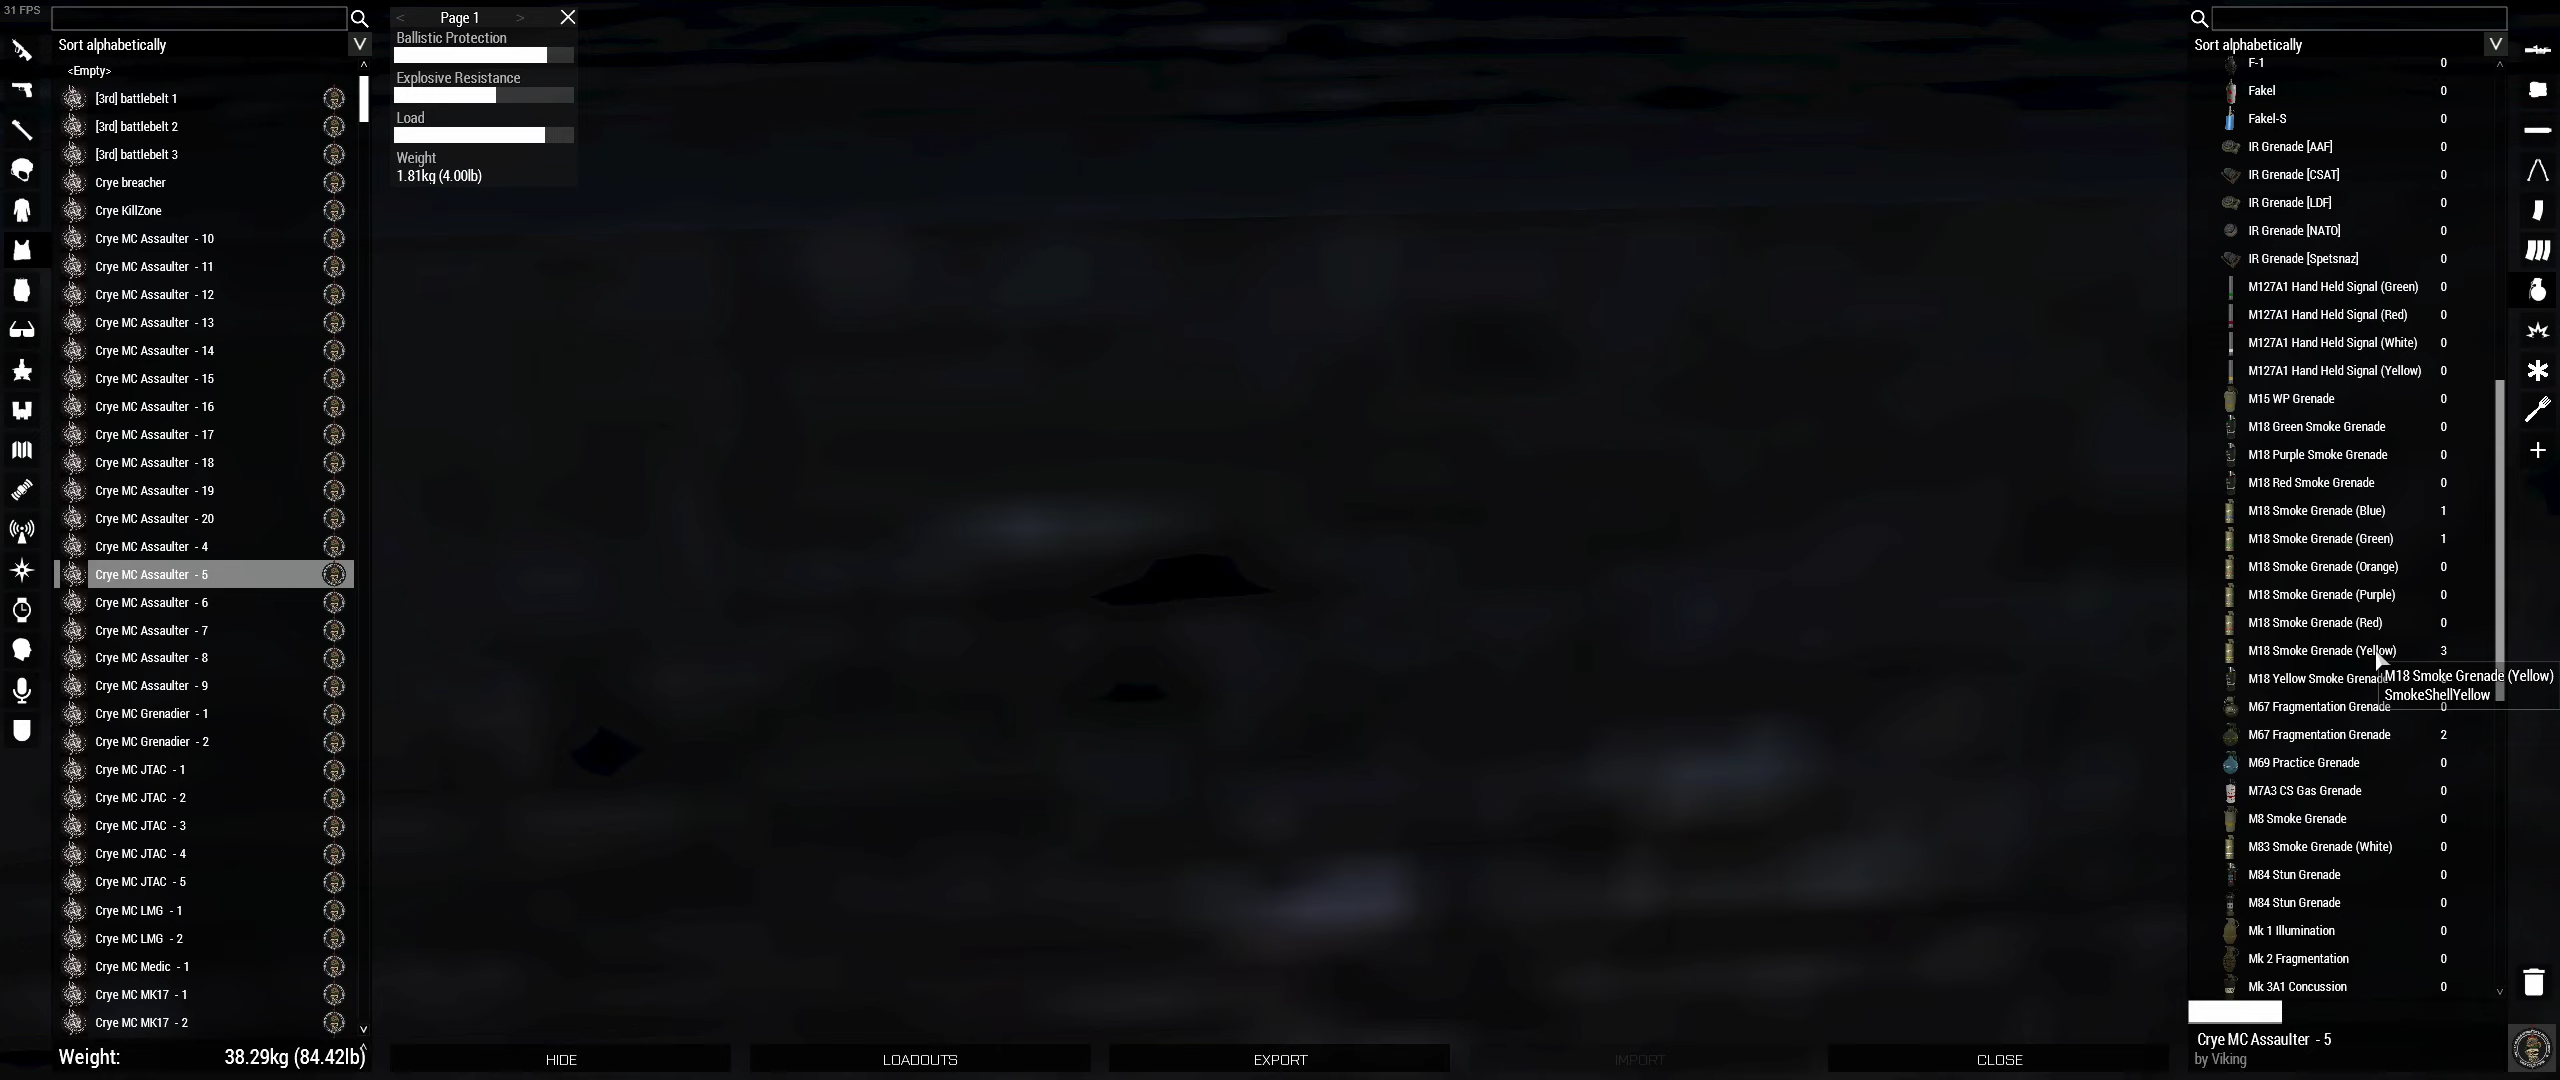 31 FPS
Sort alphabetically
<Empty>
[3rd] battlebelt 1
[3rd] battlebelt 2
[3rd] battlebelt 3
Crye breacher
Crye KillZone
Crye MC Assaulter - 10
Crye MC Assaulter - 11
Crye MC Assaulter - 12
Crye MC Assaulter - 13
Crye MC Assaulter - 14
Crye MC Assaulter - 15
Crye MC Assaulter - 16
Crye MC Assaulter - 17
Crye MC Assaulter - 18
Crye MC Assaulter - 19
Crye MC Assaulter - 20
Crye MC Assaulter - 4
Crye MC Assaulter - 5
Crye MC Assaulter - 6
Crye MC Assaulter - 7
Crye MC Assaulter - 8
Crye MC Assaulter - 9
Crye MC Grenadier - 1
Crye MC Grenadier - 2
Crye MC JTAC - 1
Crye MC JTAC - 2
Crye MC JTAC - 3
Crye MC JTAC - 4
Crye MC JTAC - 5
Crye MC LMG - 1
Crye MC LMG - 2
Crye MC Medic - 1
Crye MC MK17 - 1
Crye MC MK17 - 2
Weight: 38.29kg (84.42lb)
< Page 1 >
Ballistic Protection
Explosive Resistance
Load
Weight
1.81kg (4.00lb)
HIDE
LOADOUTS
EXPORT
IMPORT
CLOSE
Sort alphabetically
F-1 0
Fakel 0
Fakel-S 0
IR Grenade [AAF] 0
IR Grenade [CSAT] 0
IR Grenade [LDF] 0
IR Grenade [NATO] 0
IR Grenade [Spetsnaz] 0
M127A1 Hand Held Signal (Green) 0
M127A1 Hand Held Signal (Red) 0
M127A1 Hand Held Signal (White) 0
M127A1 Hand Held Signal (Yellow) 0
M15 WP Grenade 0
M18 Green Smoke Grenade 0
M18 Purple Smoke Grenade 0
M18 Red Smoke Grenade 0
M18 Smoke Grenade (Blue) 1
M18 Smoke Grenade (Green) 1
M18 Smoke Grenade (Orange) 0
M18 Smoke Grenade (Purple) 0
M18 Smoke Grenade (Red) 0
M18 Smoke Grenade (Yellow) 3
M18 Yellow Smoke Grenade
M18 Smoke Grenade (Yellow)
SmokeShellYellow
M67 Fragmentation Grenade 0
M67 Fragmentation Grenade 2
M69 Practice Grenade 0
M7A3 CS Gas Grenade 0
M8 Smoke Grenade 0
M83 Smoke Grenade (White) 0
M84 Stun Grenade 0
M84 Stun Grenade 0
Mk 1 Illumination 0
Mk 2 Fragmentation 0
Mk 3A1 Concussion 0
Crye MC Assaulter - 5
by Viking